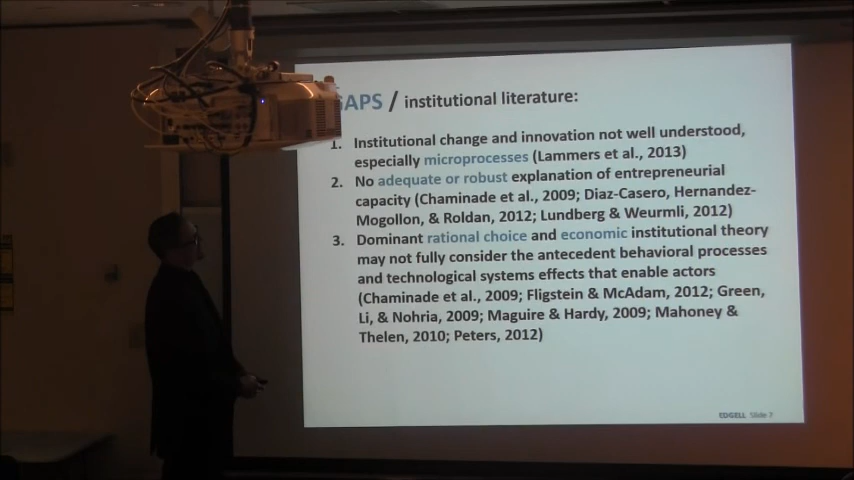 GAPS / institutional literature:
1. Institutional change and innovation not well understood,
especially microprocesses (Lammers et al., 2013)
2. No adequate or robust explanation of entrepreneurial
capacity (Chaminade et al., 2009; Diaz-Casero, Hernandez-
Mogollon, & Roldan, 2012; Lundberg & Weurmli, 2012)
3. Dominant rational choice and economic institutional theory
may not fully consider the antecedent behavioral processes
and technological systems effects that enable actors
(Chaminade et al., 2009; Fligstein & McAdam, 2012; Green,
Li, & Nohria, 2009; Maguire & Hardy, 2009; Mahoney &
Thelen, 2010; Peters, 2012)
EDGELL Slide 7